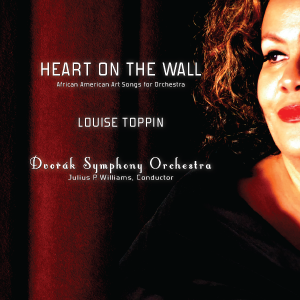 HEART ON THE WALL
African American Art Songs for Orchestra
LOUISE TOPPIN
Dvořák Symphony Orchestra
Julius P. Williams, Conductor